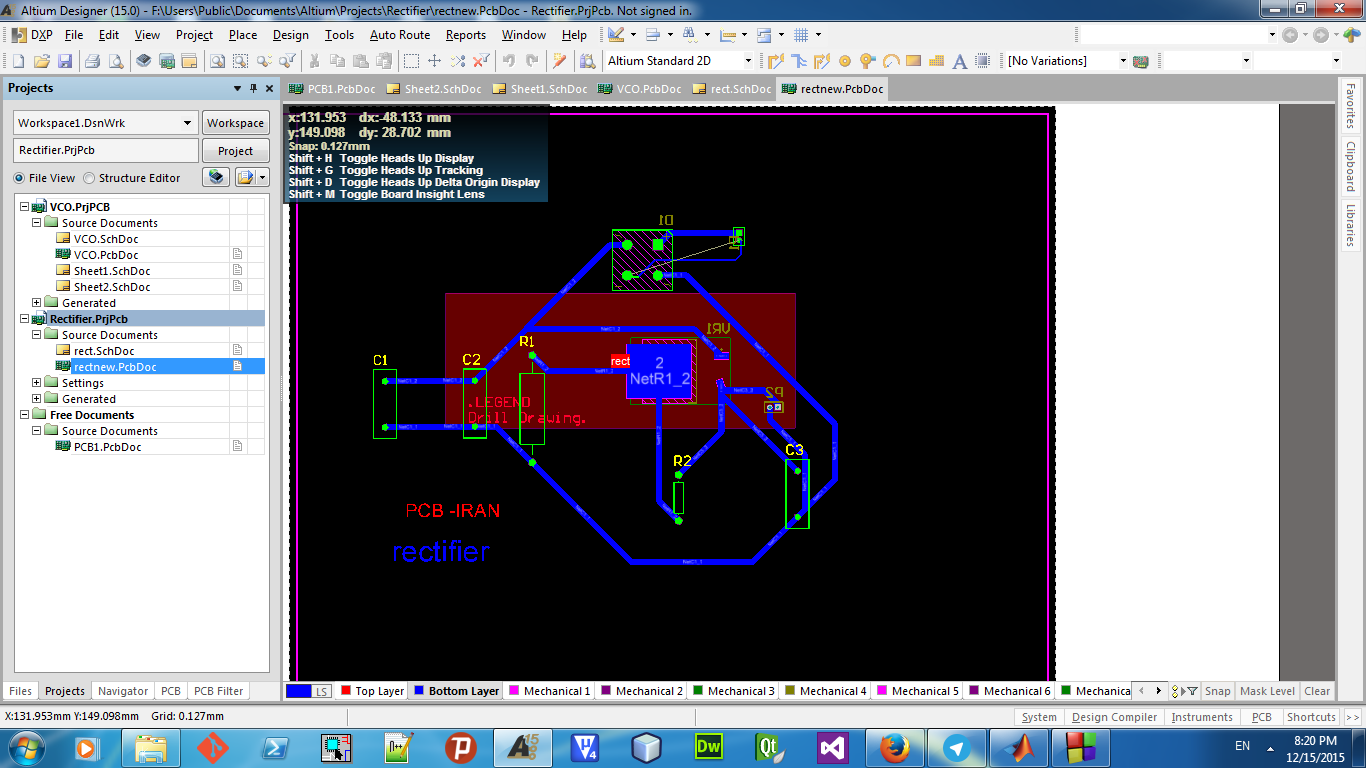 Altium Designer (15.0) - F:\Users\Public\Documents\Altium\Projects\Rectifier\rectnew.PcbDoc - Rectifier.PrjPcb. Not signed in.
DXP File Edit View Project Place Design Tools Auto Route Reports Window Help
Altium Standard 2D [No Variations]
Projects
PCB1.PcbDoc Sheet2.SchDoc Sheet1.SchDoc VCO.PcbDoc rect.SchDoc rectnew.PcbDoc
Workspace1.DsnWrk Workspace
Rectifier.PrjPcb Project
File View Structure Editor
VCO.PrjPCB
Source Documents
VCO.SchDoc
VCO.PcbDoc
Sheet1.SchDoc
Sheet2.SchDoc
Generated
Rectifier.PrjPcb
Source Documents
rect.SchDoc
rectnew.PcbDoc
Settings
Generated
Free Documents
Source Documents
PCB1.PcbDoc
x:131.953 dx:-48.133 mm
y:149.098 dy: 28.702 mm
Snap: 0.127mm
Shift + H Toggle Heads Up Display
Shift + G Toggle Heads Up Tracking
Shift + D Toggle Heads Up Delta Origin Display
Shift + M Toggle Board Insight Lens
D1
VR1
R1
C1
C2
rect
2
NetR1_2
P2
.LEGEND
Drill Drawing.
R2
C3
PCB -IRAN
rectifier
Favorites
Clipboard
Libraries
Files Projects Navigator PCB PCB Filter
LS Top Layer Bottom Layer Mechanical 1 Mechanical 2 Mechanical 3 Mechanical 4 Mechanical 5 Mechanical 6 Mechanica Snap Mask Level Clear
X:131.953mm Y:149.098mm Grid: 0.127mm
System Design Compiler Instruments PCB Shortcuts >>
EN
8:20 PM
12/15/2015